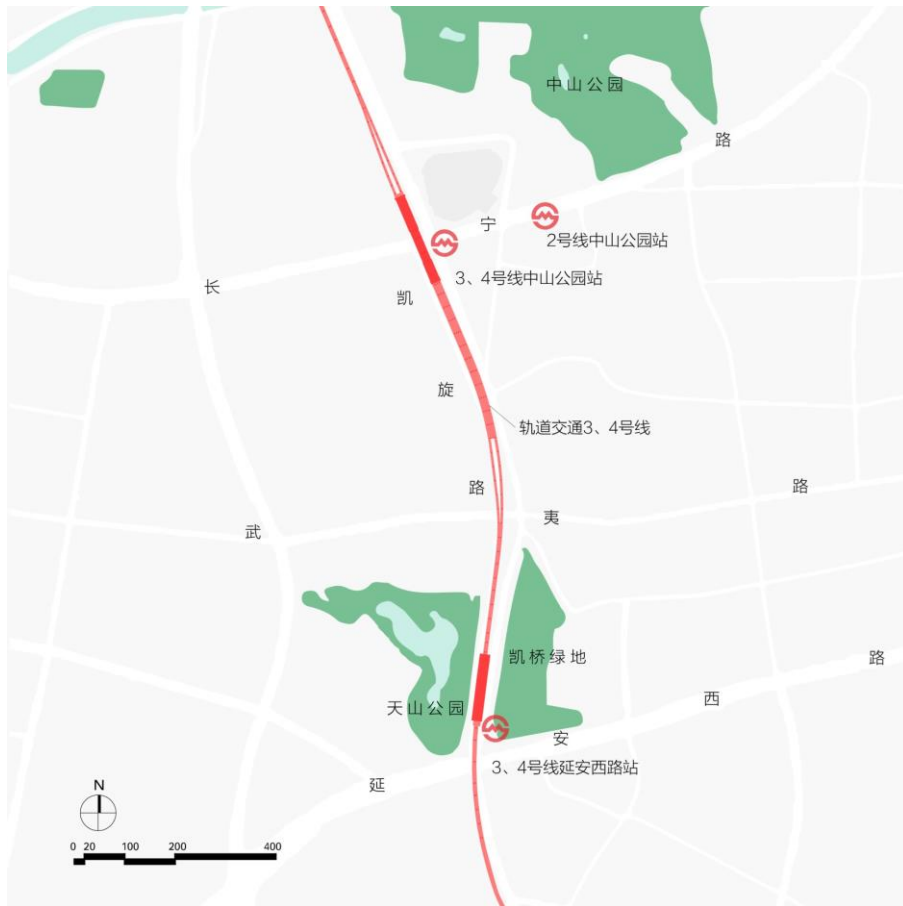 中山公园
路
宁
2号线中山公园站
3、4号线中山公园站
长
凯
旋
轨道交通3、4号线
路
路
武
夷
凯桥绿地
路
西
天山公园
安
3、4号线延安西路站
延
N
0 20 100 200 400